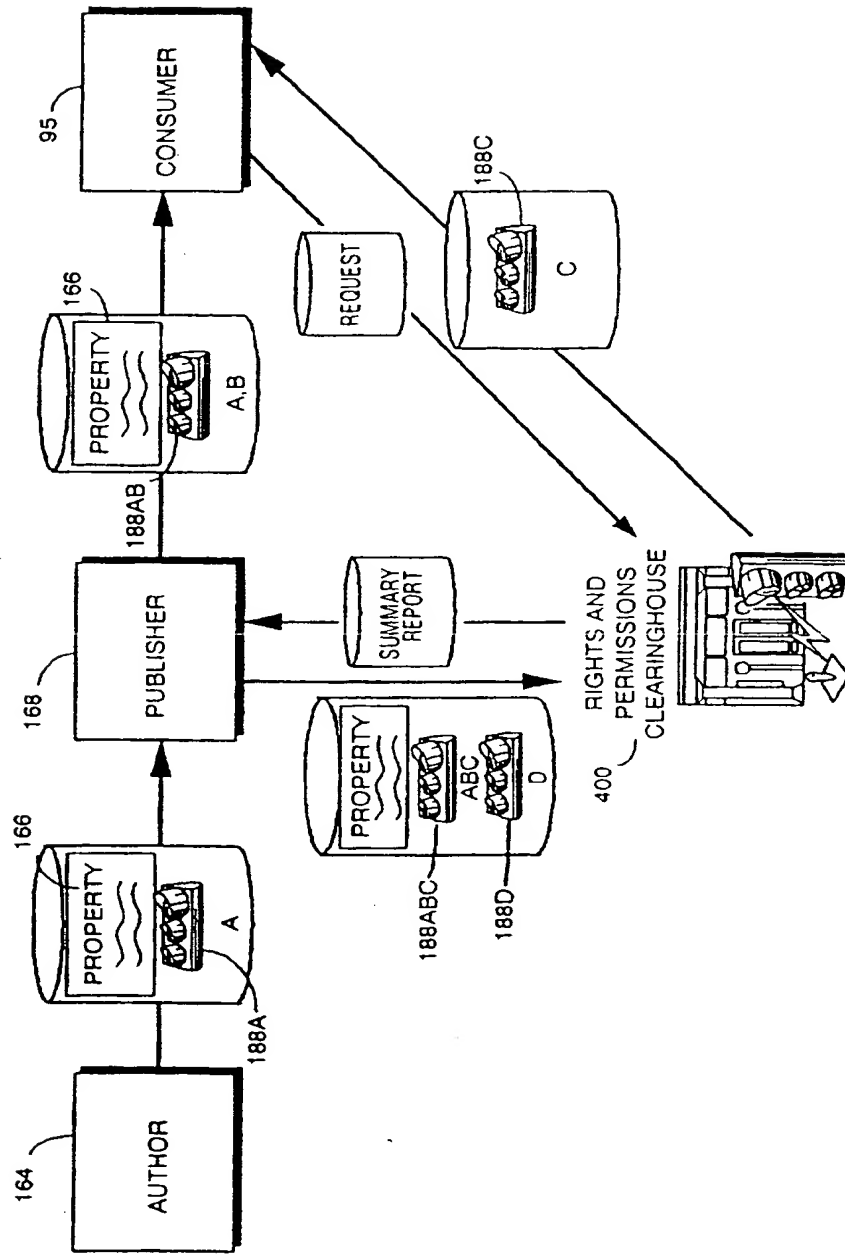 164
AUTHOR
166
PROPERTY
A
188A
168
PUBLISHER
188AB
166
PROPERTY
A,B
95
CONSUMER
PROPERTY
188ABC
ABC
188D
D
SUMMARY
REPORT
REQUEST
188C
C
400
RIGHTS AND
PERMISSIONS
CLEARINGHOUSE